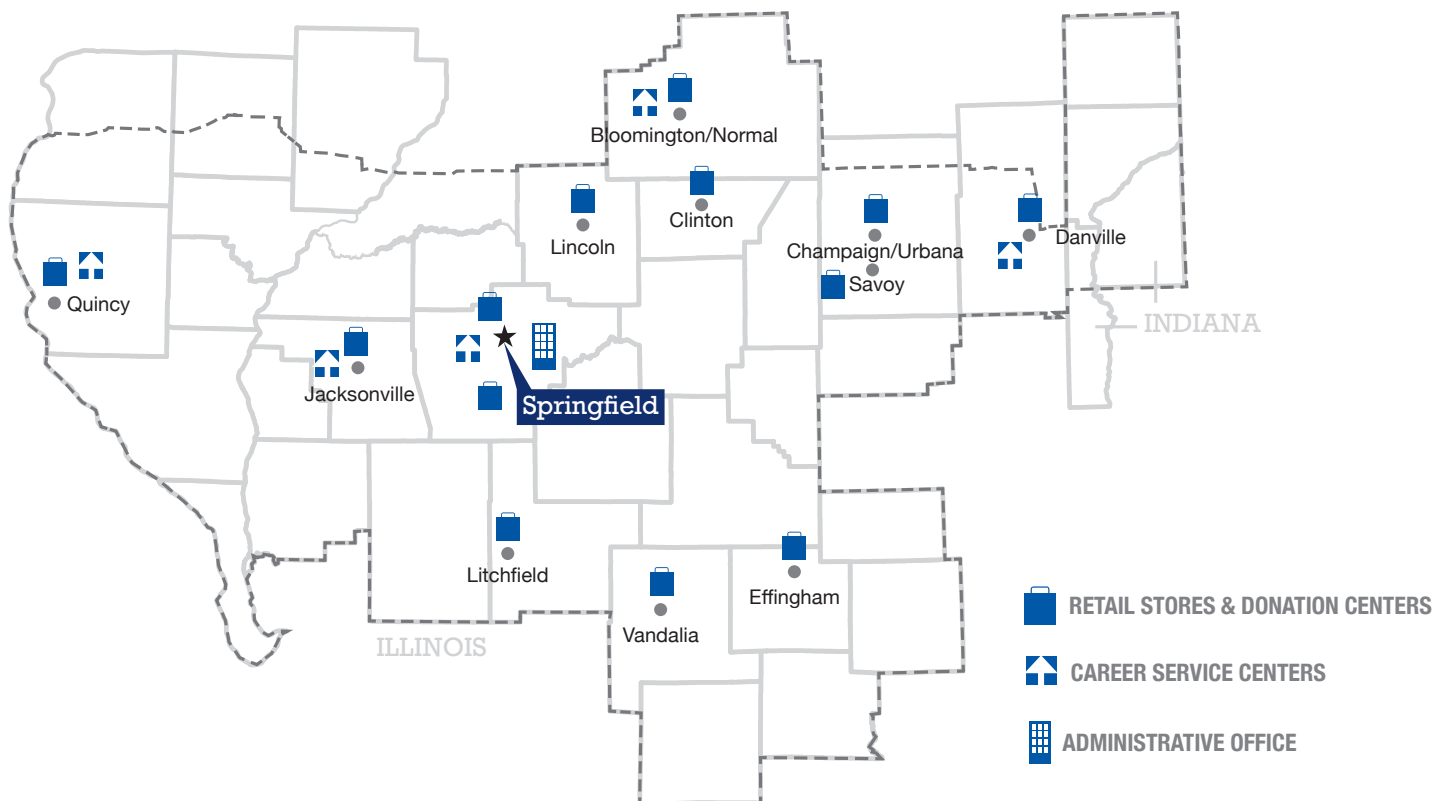 Bloomington/Normal
Clinton
Lincoln
Champaign/Urbana
Savoy
Danville
Quincy
INDIANA
Jacksonville
Springfield
Litchfield
Effingham
Vandalia
ILLINOIS
RETAIL STORES & DONATION CENTERS
CAREER SERVICE CENTERS
ADMINISTRATIVE OFFICE